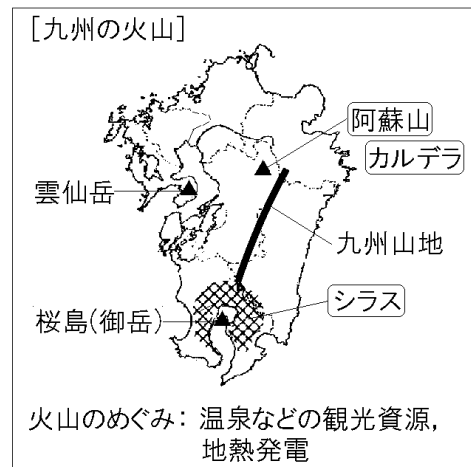 [九州の火山]
阿蘇山
カルデラ
雲仙岳
九州山地
シラス
桜島(御岳)
火山のめぐみ: 温泉などの観光資源,
地熱発電